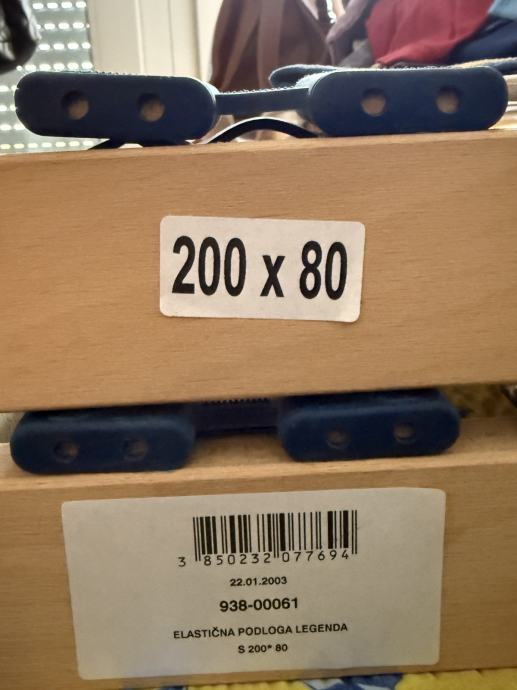 200 x 80
3 850232 077694
22.01.2003
938-00061
ELASTIČNA PODLOGA LEGENDA
S 200* 80